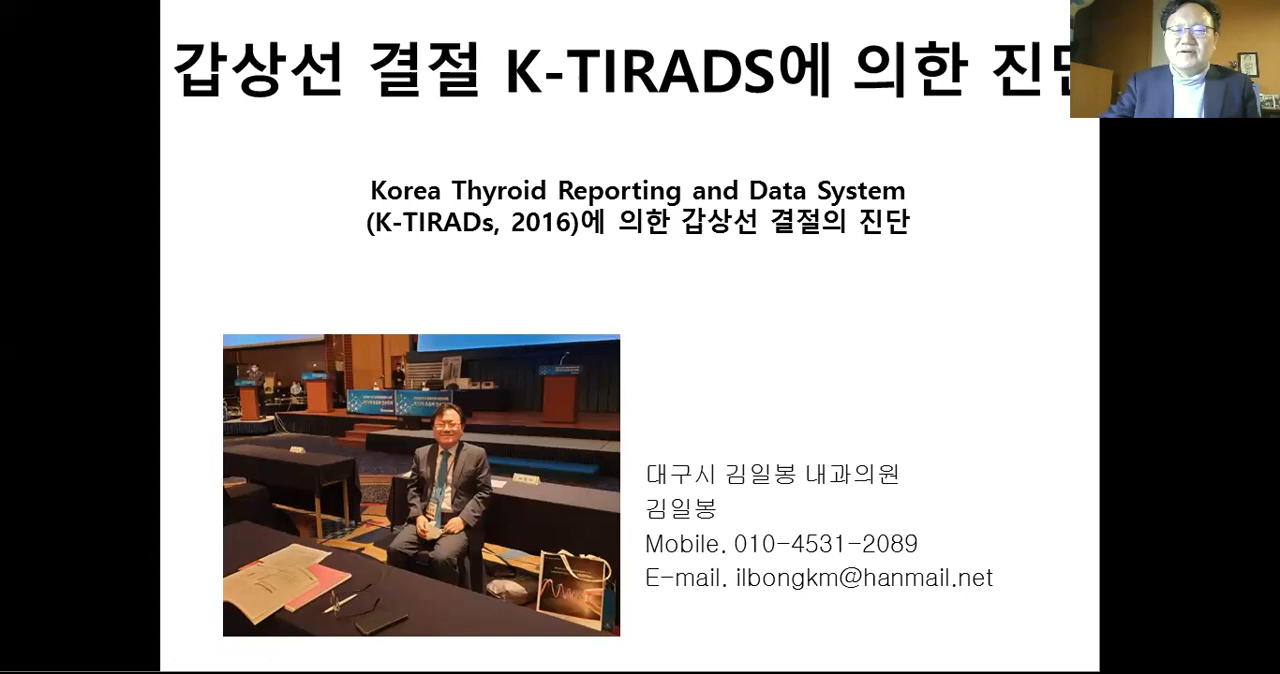 갑상선 결절 K-TIRADS에 의한 진단
Korea Thyroid Reporting and Data System
(K-TIRADs, 2016)에 의한 갑상선 결절의 진단
대구시 김일봉 내과의원
김일봉
Mobile. 010-4531-2089
E-mail. ilbongkm@hanmail.net